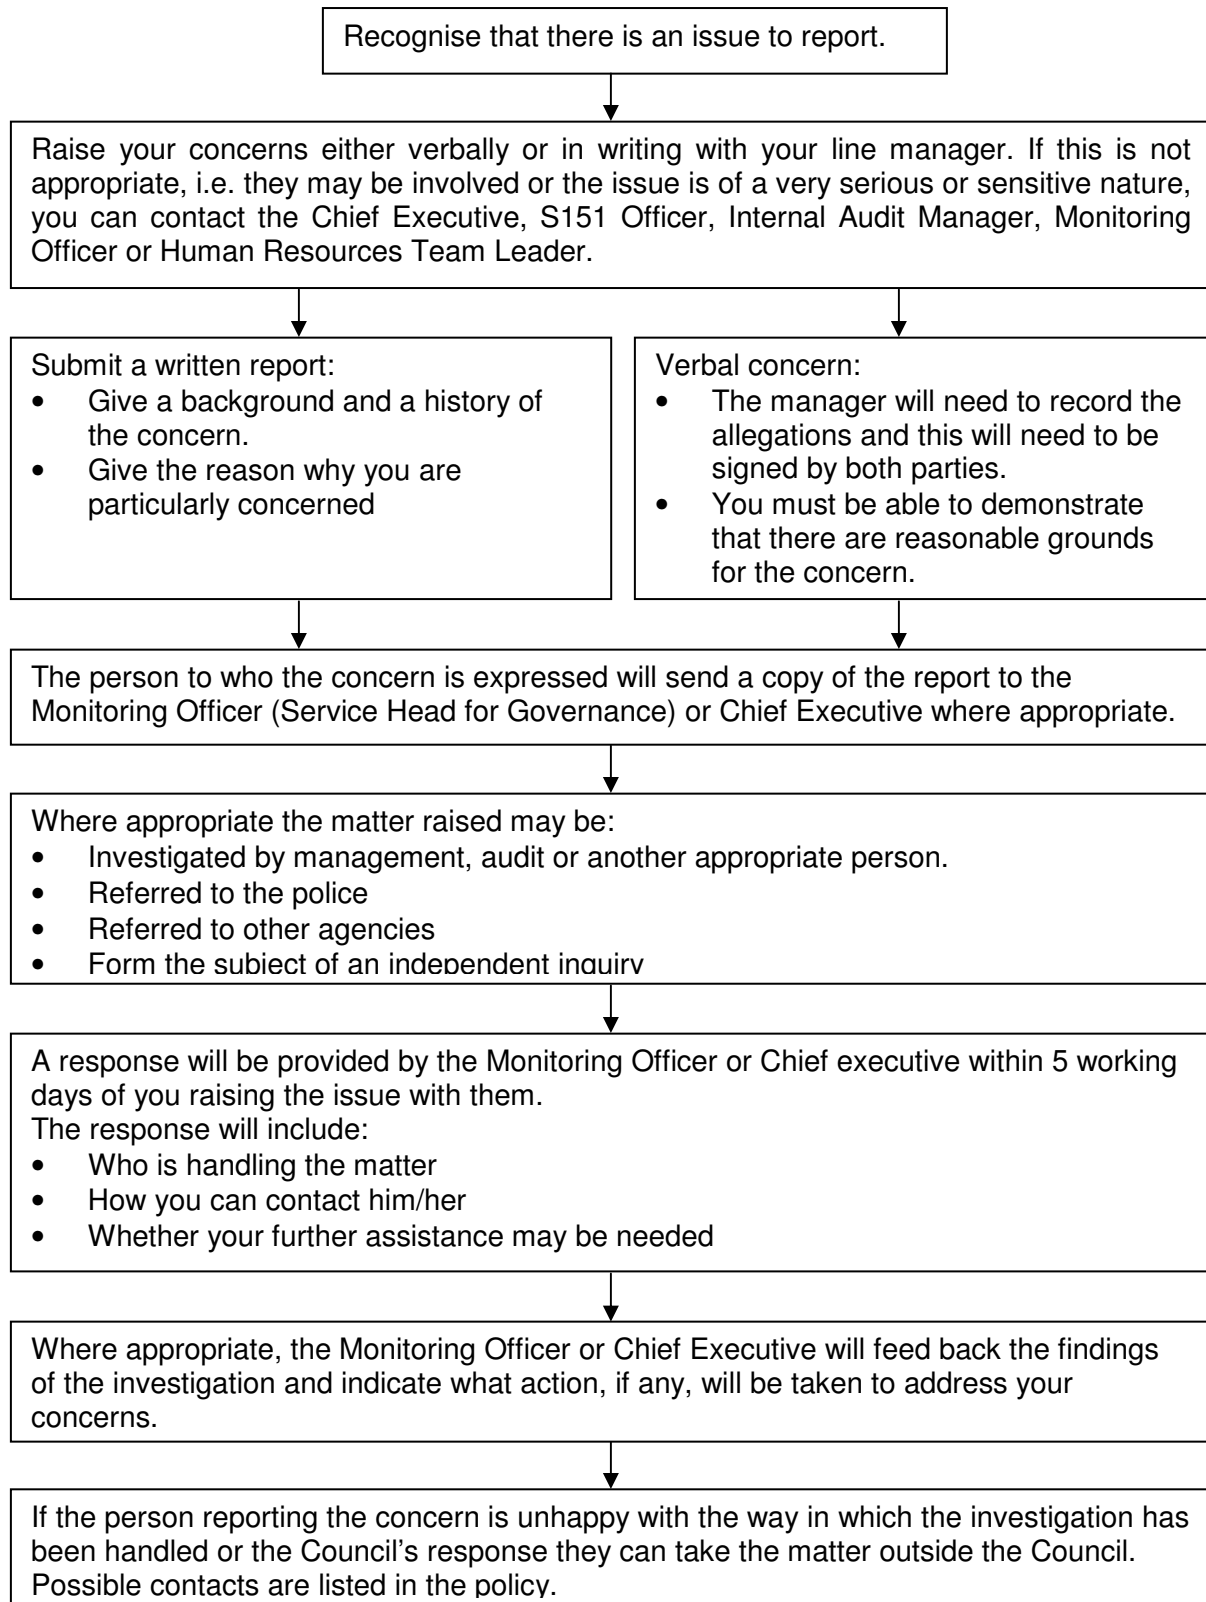 Recognise that there is an issue to report.
Raise your concerns either verbally or in writing with your line manager. If this is not
appropriate, i.e. they may be involved or the issue is of a very serious or sensitive nature,
you can contact the Chief Executive, S151 Officer, Internal Audit Manager, Monitoring
Officer or Human Resources Team Leader.
Submit a written report:
• Give a background and a history of
the concern.
• Give the reason why you are
particularly concerned
Verbal concern:
• The manager will need to record the
allegations and this will need to be
signed by both parties.
• You must be able to demonstrate
that there are reasonable grounds
for the concern.
The person to who the concern is expressed will send a copy of the report to the
Monitoring Officer (Service Head for Governance) or Chief Executive where appropriate.
Where appropriate the matter raised may be:
• Investigated by management, audit or another appropriate person.
• Referred to the police
• Referred to other agencies
• Form the subject of an independent inquiry
A response will be provided by the Monitoring Officer or Chief executive within 5 working
days of you raising the issue with them.
The response will include:
• Who is handling the matter
• How you can contact him/her
• Whether your further assistance may be needed
Where appropriate, the Monitoring Officer or Chief Executive will feed back the findings
of the investigation and indicate what action, if any, will be taken to address your
concerns.
If the person reporting the concern is unhappy with the way in which the investigation has
been handled or the Council's response they can take the matter outside the Council.
Possible contacts are listed in the policy.